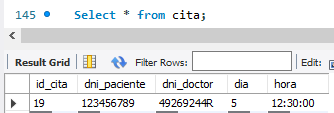 145 Select * from cita;
Result Grid Filter Rows: Edit:
id_cita dni_paciente dni_doctor dia hora
19 123456789 49269244R 5 12:30:00